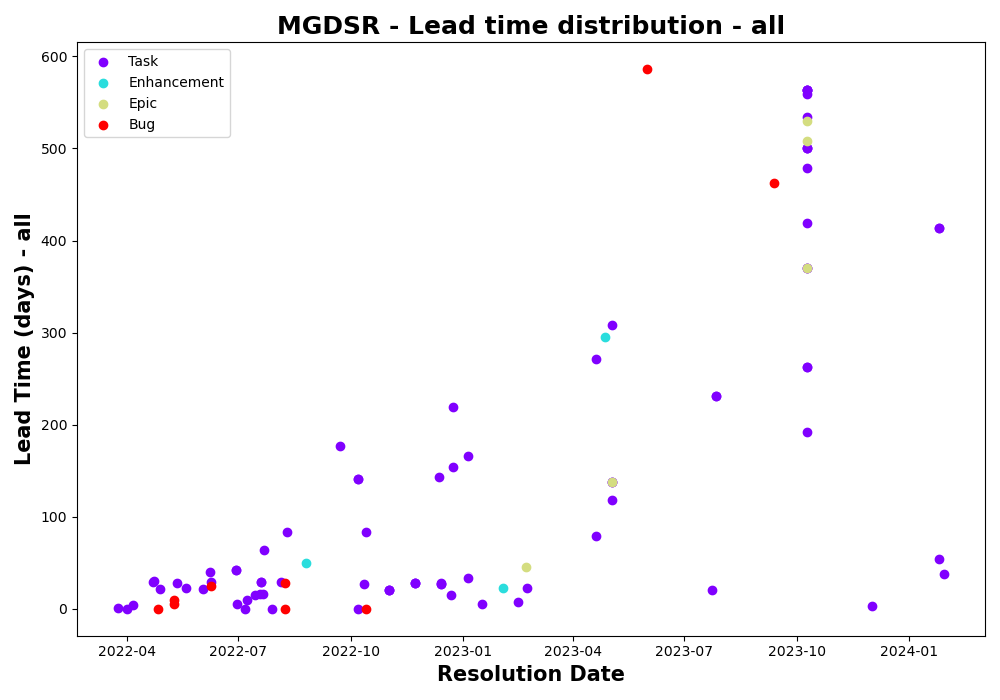 MGDSR - Lead time distribution - all
Task
Enhancement
Epic
Bug
Lead Time (days) - all
600
500
400
300
200
100
0
2022-04 2022-07 2022-10 2023-01 2023-04 2023-07 2023-10 2024-01
Resolution Date